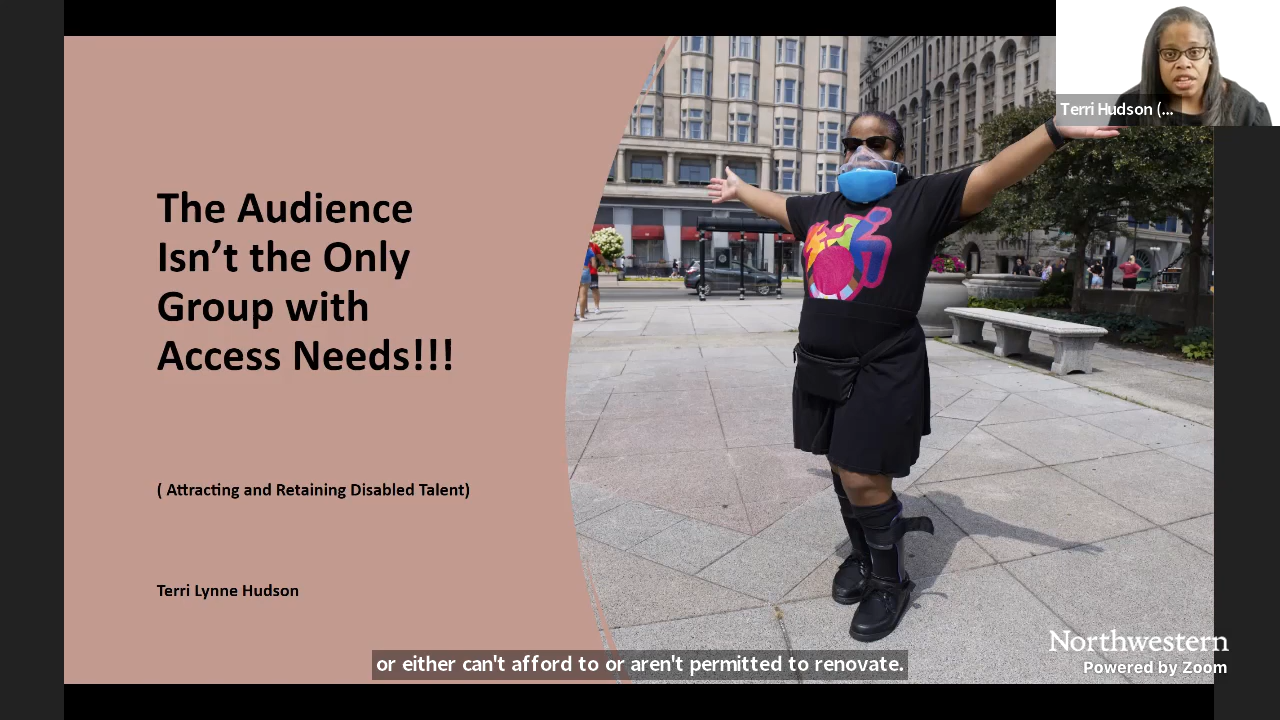 Terri Hudson (...
The Audience
Isn’t the Only
Group with
Access Needs!!!
( Attracting and Retaining Disabled Talent)
Terri Lynne Hudson
or either can't afford to or aren't permitted to renovate.
Northwestern
Powered by Zoom